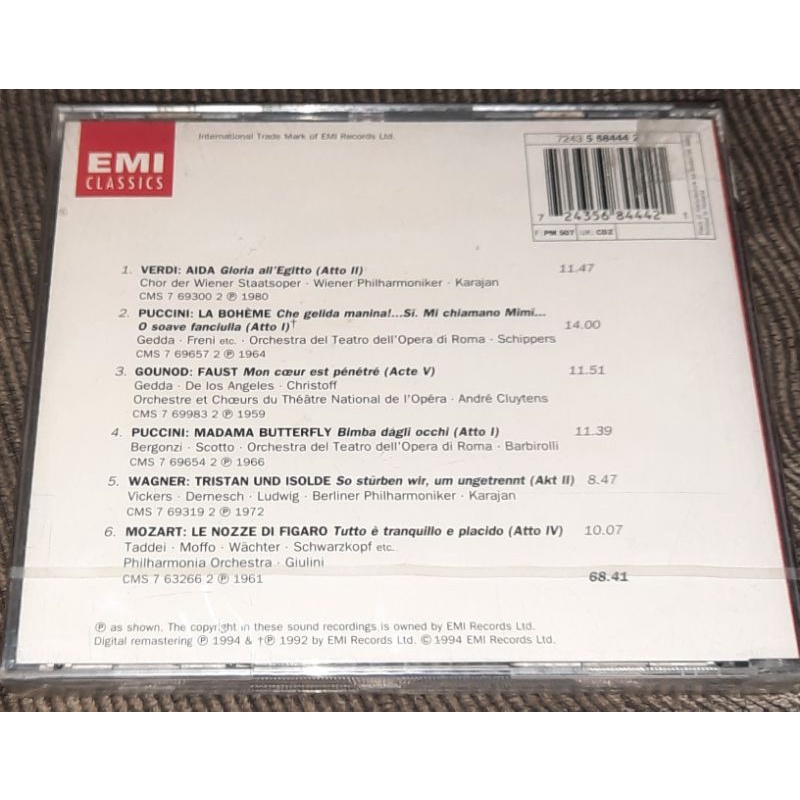 EMI
CLASSICS
International Trade Mark of EMI Records Ltd.
7243 5 68444 2
7 24356 84442
F: PM 507 UK: CDZ
1. VERDI: AIDA Gloria all'Egitto (Atto II) 11.47
Chor der Wiener Staatsoper · Wiener Philharmoniker · Karajan
CMS 7 69300 2 ℗ 1980
2. PUCCINI: LA BOHÈME Che gelida manina!...Sì. Mi chiamano Mimì...
O soave fanciulla (Atto I)† 14.00
Gedda · Freni etc. · Orchestra del Teatro dell'Opera di Roma · Schippers
CMS 7 69657 2 ℗ 1964
3. GOUNOD: FAUST Mon cœur est pénétré (Acte V) 11.51
Gedda · De los Angeles · Christoff
Orchestre et Chœurs du Théâtre National de l'Opéra · André Cluytens
CMS 7 69983 2 ℗ 1959
4. PUCCINI: MADAMA BUTTERFLY Bimba dagli occhi (Atto I) 11.39
Bergonzi · Scotto · Orchestra del Teatro dell'Opera di Roma · Barbirolli
CMS 7 69654 2 ℗ 1966
5. WAGNER: TRISTAN UND ISOLDE So stürben wir, um ungetrennt (Akt II) 8.47
Vickers · Dernesch · Ludwig · Berliner Philharmoniker · Karajan
CMS 7 69319 2 ℗ 1972
6. MOZART: LE NOZZE DI FIGARO Tutto è tranquillo e placido (Atto IV) 10.07
Taddei · Moffo · Wächter · Schwarzkopf etc.
Philharmonia Orchestra · Giulini
CMS 7 63266 2 ℗ 1961
68.41
℗ as shown. The copyright in these sound recordings is owned by EMI Records Ltd.
Digital remastering ℗ 1994 & †℗ 1992 by EMI Records Ltd. © 1994 EMI Records Ltd.